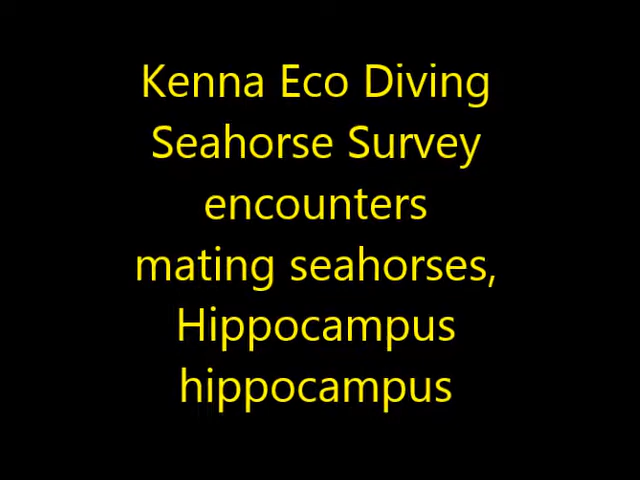 Kenna Eco Diving
Seahorse Survey
encounters
mating seahorses,
Hippocampus
hippocampus